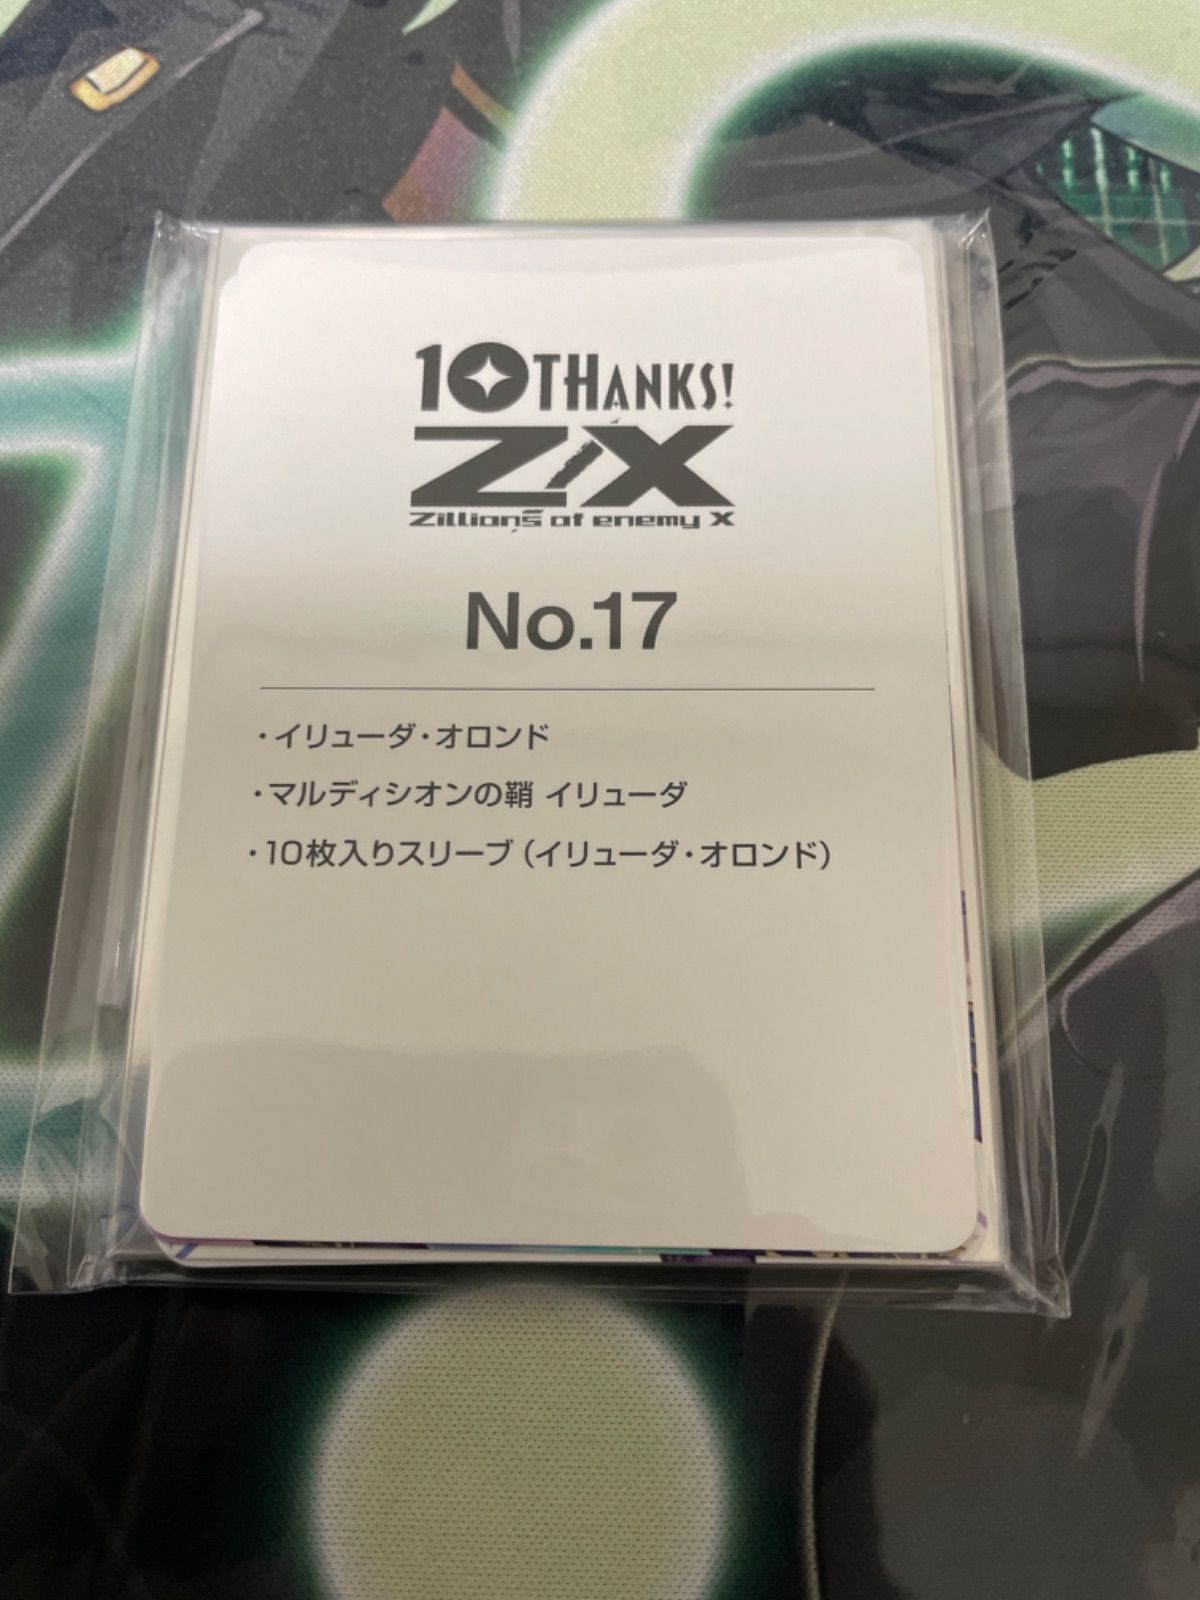 10THANKS!
Z/X
Zillions of enemy X
No.17
・イリューダ・オロンド
・マルディシオンの鞘 イリューダ
・10枚入りスリーブ（イリューダ・オロンド）